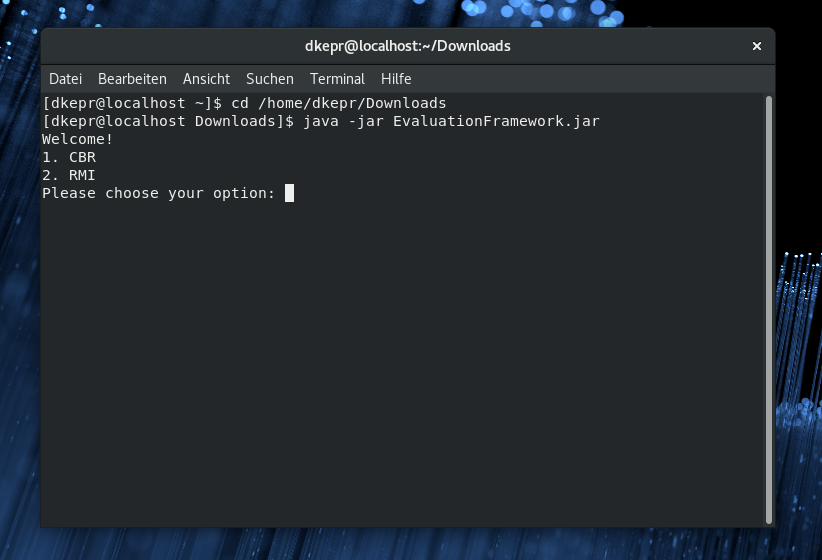 dkepr@localhost:~/Downloads
Datei Bearbeiten Ansicht Suchen Terminal Hilfe
[dkepr@localhost ~]$ cd /home/dkepr/Downloads
[dkepr@localhost Downloads]$ java -jar EvaluationFramework.jar
Welcome!
1. CBR
2. RMI
Please choose your option: